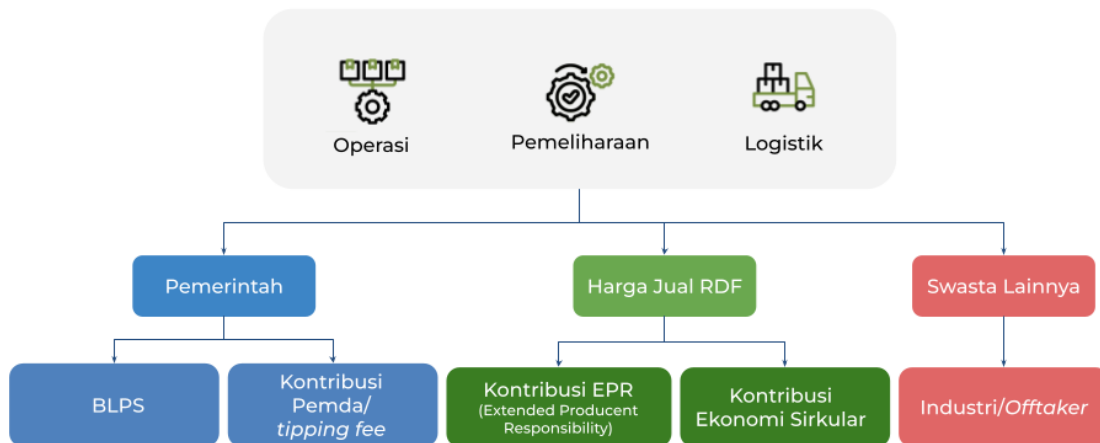 Operasi
Pemeliharaan
Logistik
Pemerintah
Harga Jual RDF
Swasta Lainnya
BLPS
Kontribusi
Pemda/
tipping fee
Kontribusi EPR
(Extended Producent
Responsibility)
Kontribusi
Ekonomi Sirkular
Industri/Offtaker